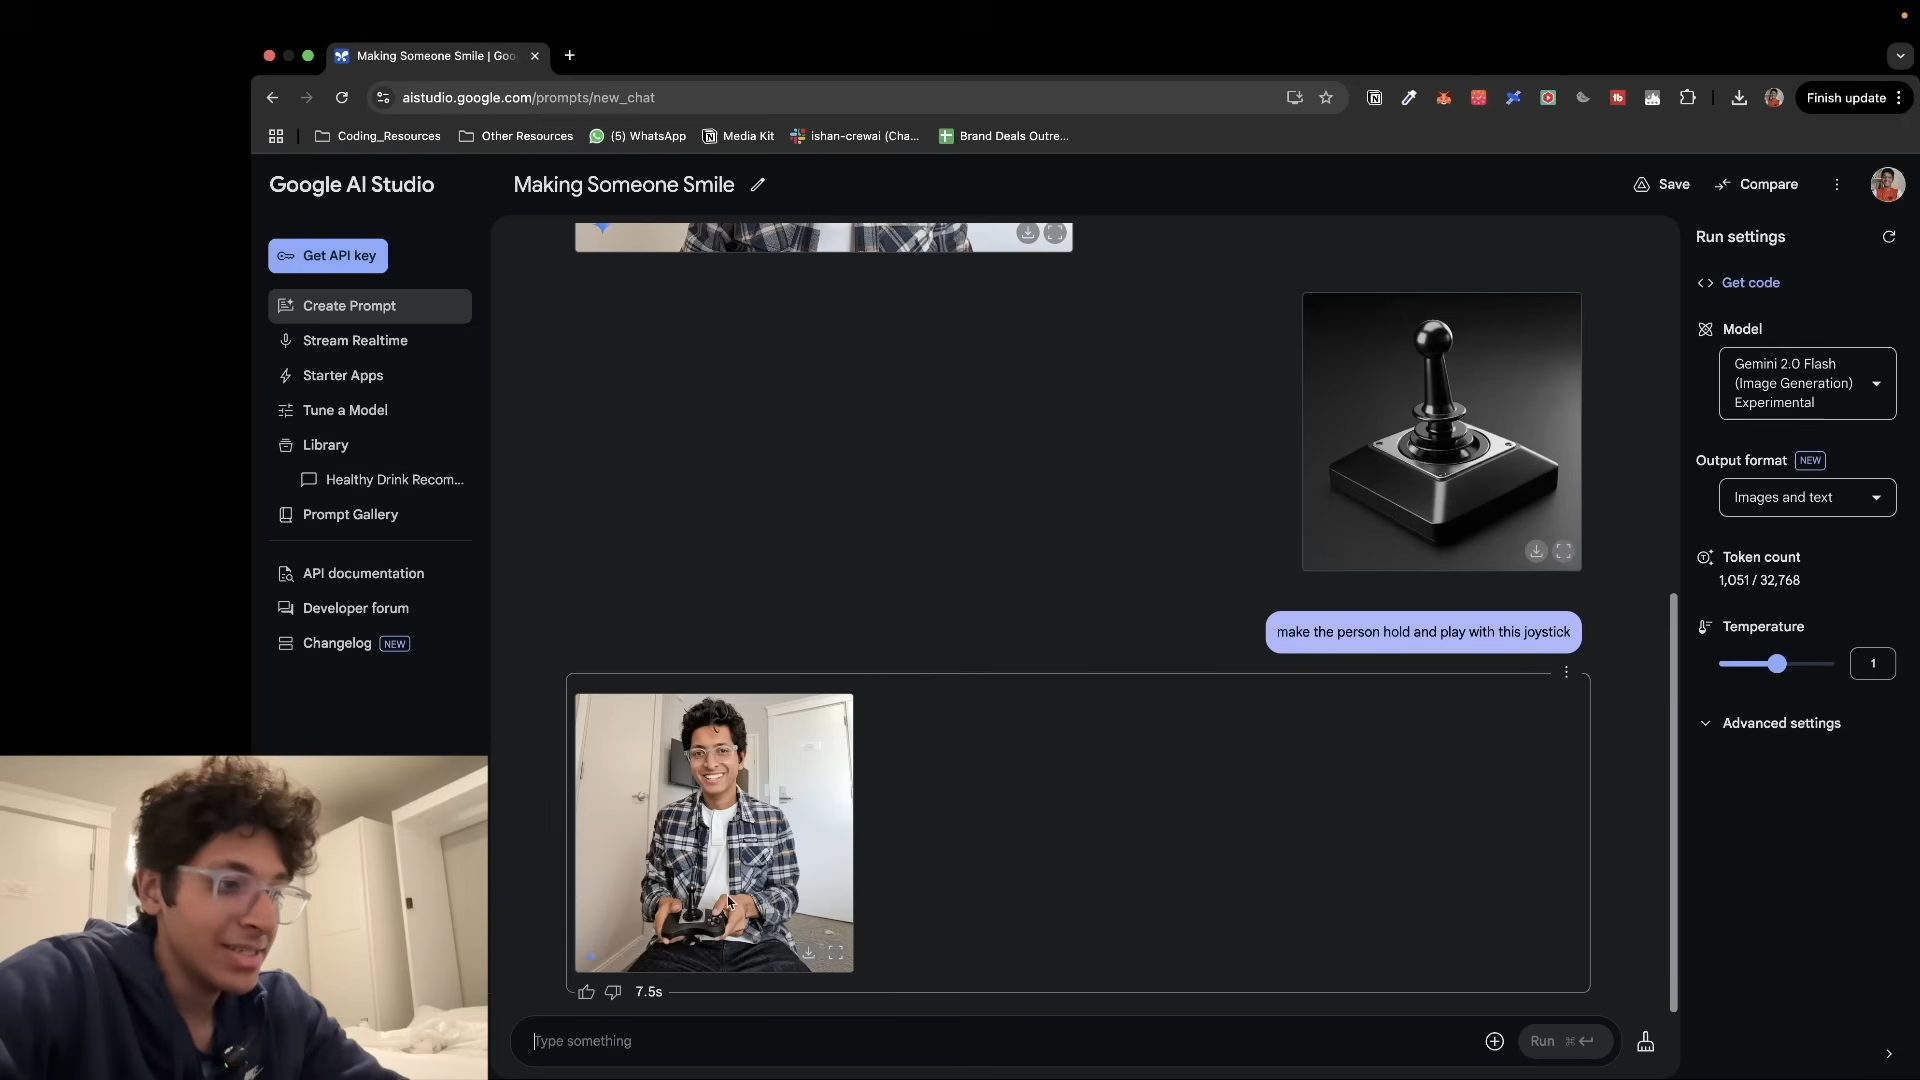 Making Someone Smile | Goo
aistudio.google.com/prompts/new_chat
Finish update
Coding_Resources
Other Resources
(5) WhatsApp
Media Kit
ishan-crewai (Cha...
Brand Deals Outre...
Google AI Studio
Making Someone Smile
Save
Compare
Get API key
Create Prompt
Stream Realtime
Starter Apps
Tune a Model
Library
Healthy Drink Recom...
Prompt Gallery
API documentation
Developer forum
Changelog NEW
make the person hold and play with this joystick
7.5s
Type something
Run ⌘ ↵
Run settings
Get code
Model
Gemini 2.0 Flash
(Image Generation)
Experimental
Output format NEW
Images and text
Token count
1,051 / 32,768
Temperature
1
Advanced settings
tb